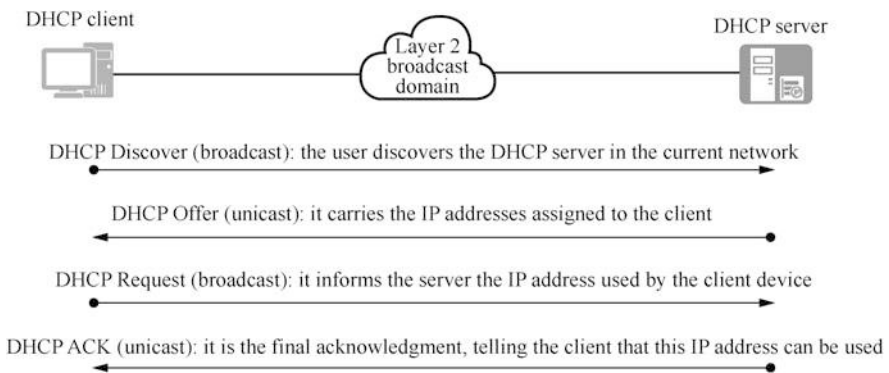 DHCP client
DHCP server
Layer 2
broadcast
domain
DHCP Discover (broadcast): the user discovers the DHCP server in the current network
DHCP Offer (unicast): it carries the IP addresses assigned to the client
DHCP Request (broadcast): it informs the server the IP address used by the client device
DHCP ACK (unicast): it is the final acknowledgment, telling the client that this IP address can be used